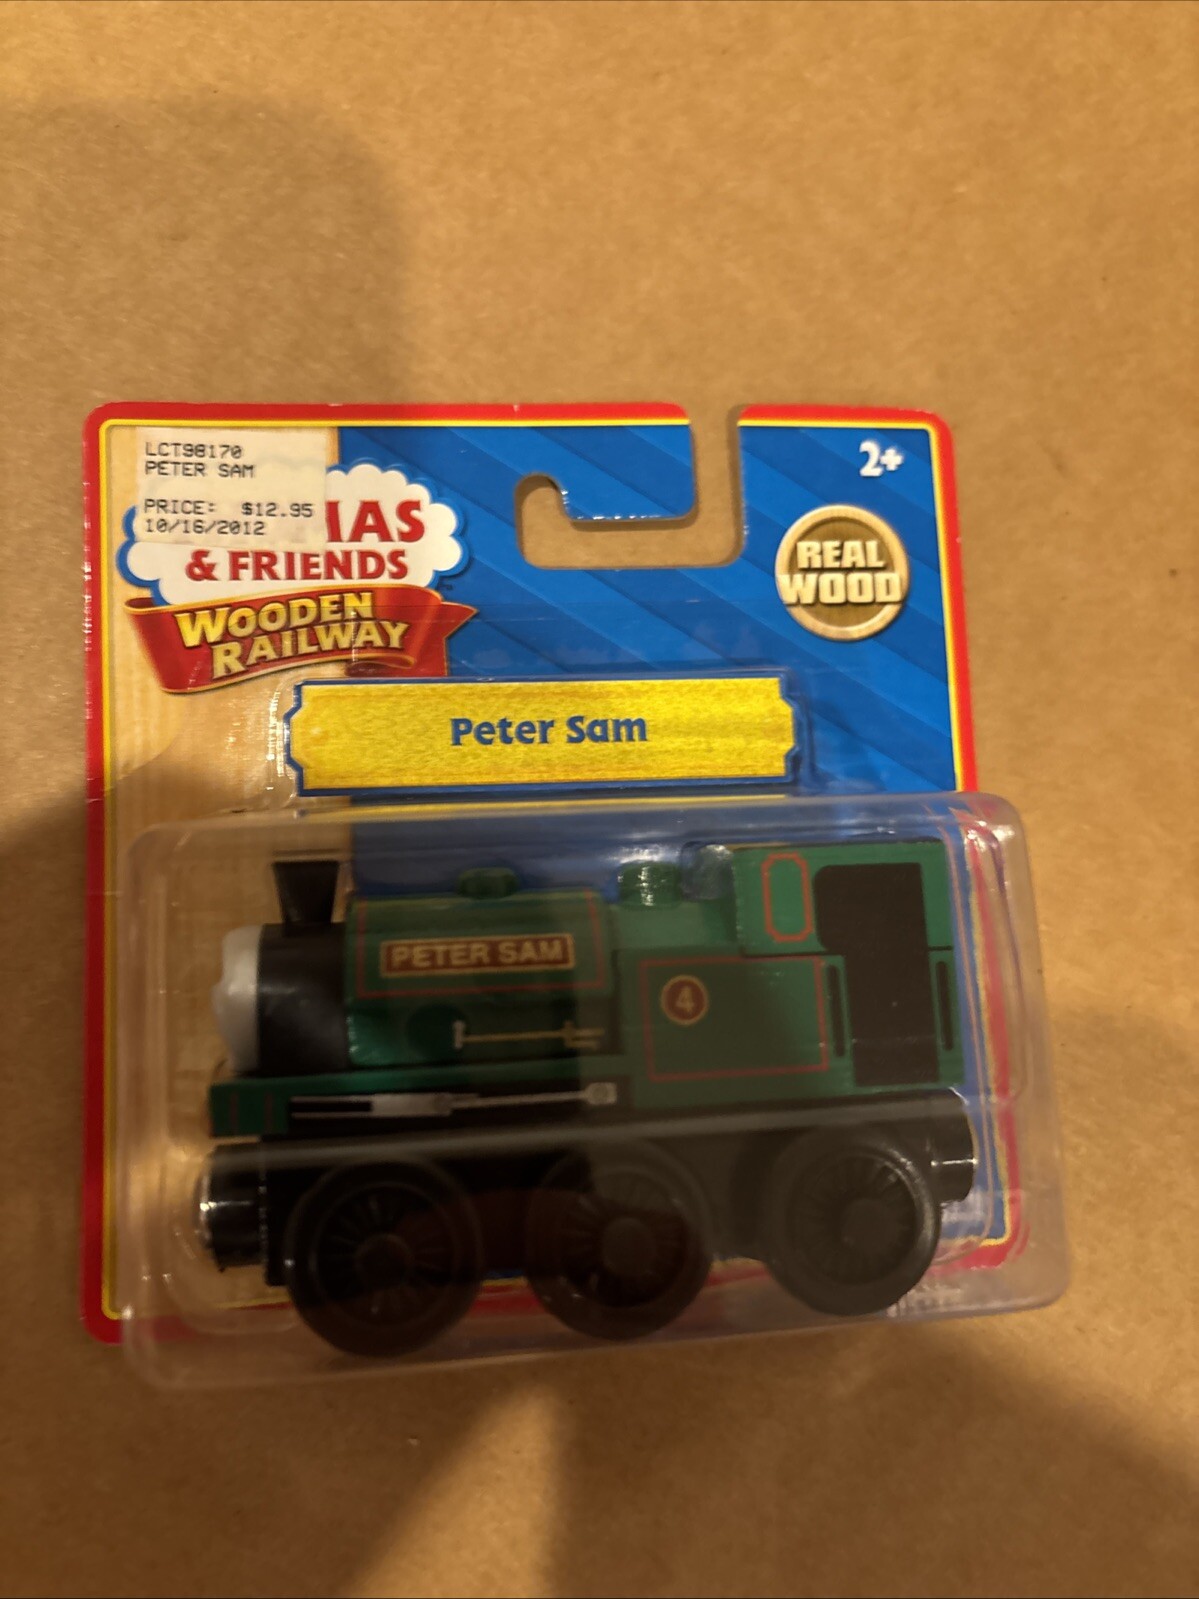 LCT98170
PETER SAM
PRICE: $12.95
10/16/2012
& FRIENDS
WOODEN
RAILWAY
2+
REAL
WOOD
Peter Sam
PETER SAM
4